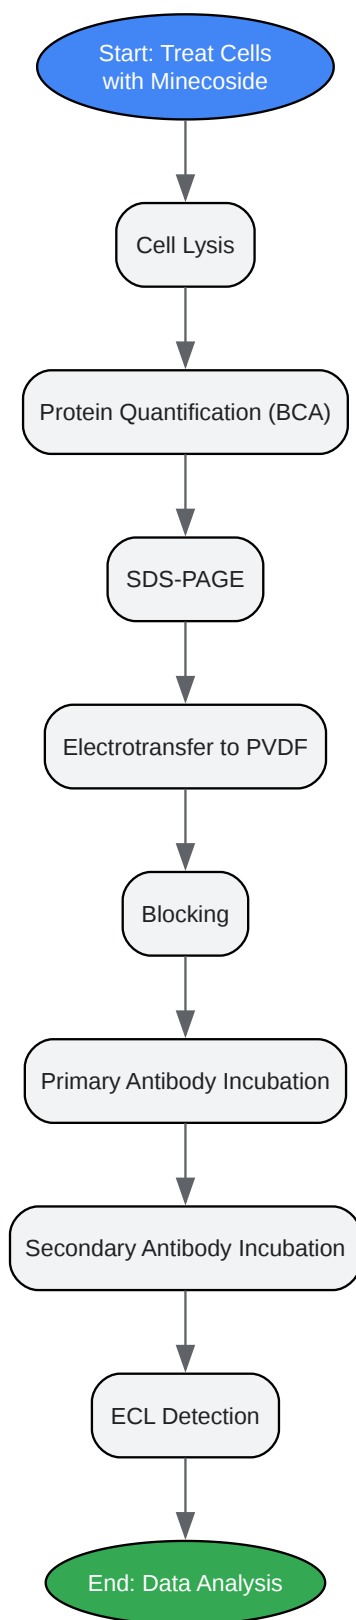 Start: Treat Cells
with Minecoside
Cell Lysis
Protein Quantification (BCA)
SDS-PAGE
Electrotransfer to PVDF
Blocking
Primary Antibody Incubation
Secondary Antibody Incubation
ECL Detection
End: Data Analysis